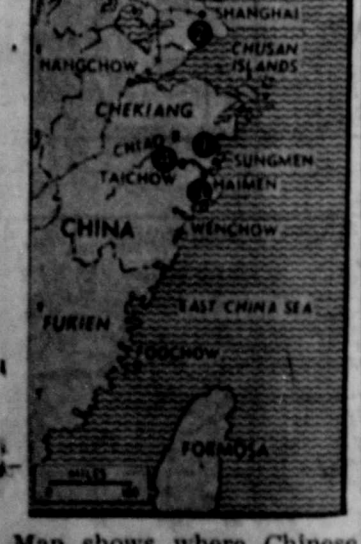 SHANGHAI
CHUSAN
ISLANDS
HANGCHOW
CHEKIANG
SUNGMEN
TAICHOW
HAIMEN
CHINA
WENCHOW
EAST CHINA SEA
FUKIEN
FOOCHOW
FORMOSA
MILES
0
Map shows where Chinese